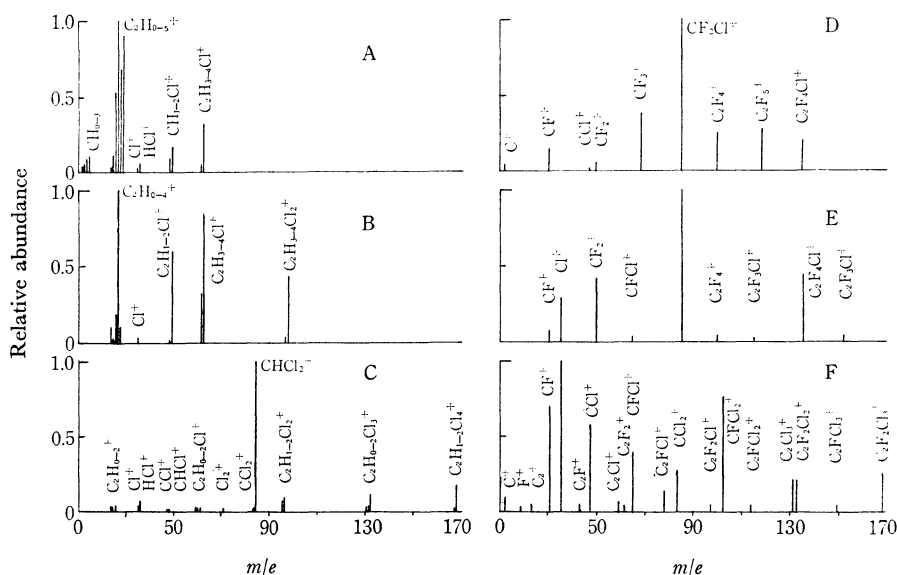 Relative abundance
1.0
0.5
0
A
CH₀₋₃
C₂H₀₋₅⁺
Cl⁺
HCl⁺
CH₁₋₂Cl⁺
C₂H₃₋₄Cl⁺
1.0
0.5
0
B
C₂H₀₋₄⁺
Cl⁺
C₂H₁₋₂Cl⁺
C₂H₃₋₄Cl⁺
C₂H₃₋₄Cl₂⁺
1.0
0.5
0
C
C₂H₀₋₂⁺
Cl⁺
HCl⁺
CCl⁺
CHCl⁺
C₂H₀₋₂Cl⁺
Cl₂⁺
CCl₂⁺
CHCl₂⁺
C₂H₁₋₂Cl₂⁺
C₂H₀₋₂Cl₃⁺
C₂H₁₋₂Cl₄⁺
0 50 90 130 170
m/e
D
C⁺
CF⁺
CCl⁺
CF₂⁺
CF₃⁺
CF₂Cl⁺
C₂F₄⁺
C₂F₅⁺
C₂F₄Cl⁺
E
CF⁺
Cl⁺
CF₂⁺
CFCl⁺
C₂F₄⁺
C₂F₃Cl⁺
C₂F₄Cl⁺
C₂F₃Cl⁺
F
C⁺
F⁺
C₂⁺
CF⁺
C₂F⁺
CCl⁺
C₂Cl⁺
C₂F₂⁺
CFCl⁺
C₂FCl⁺
CCl₂⁺
C₂F₂Cl⁺
CFCl₂⁺
C₂FCl₂⁺
C₂Cl₃⁺
C₂F₂Cl₂⁺
C₂FCl₃⁺
0 50 90 130 170
m/e